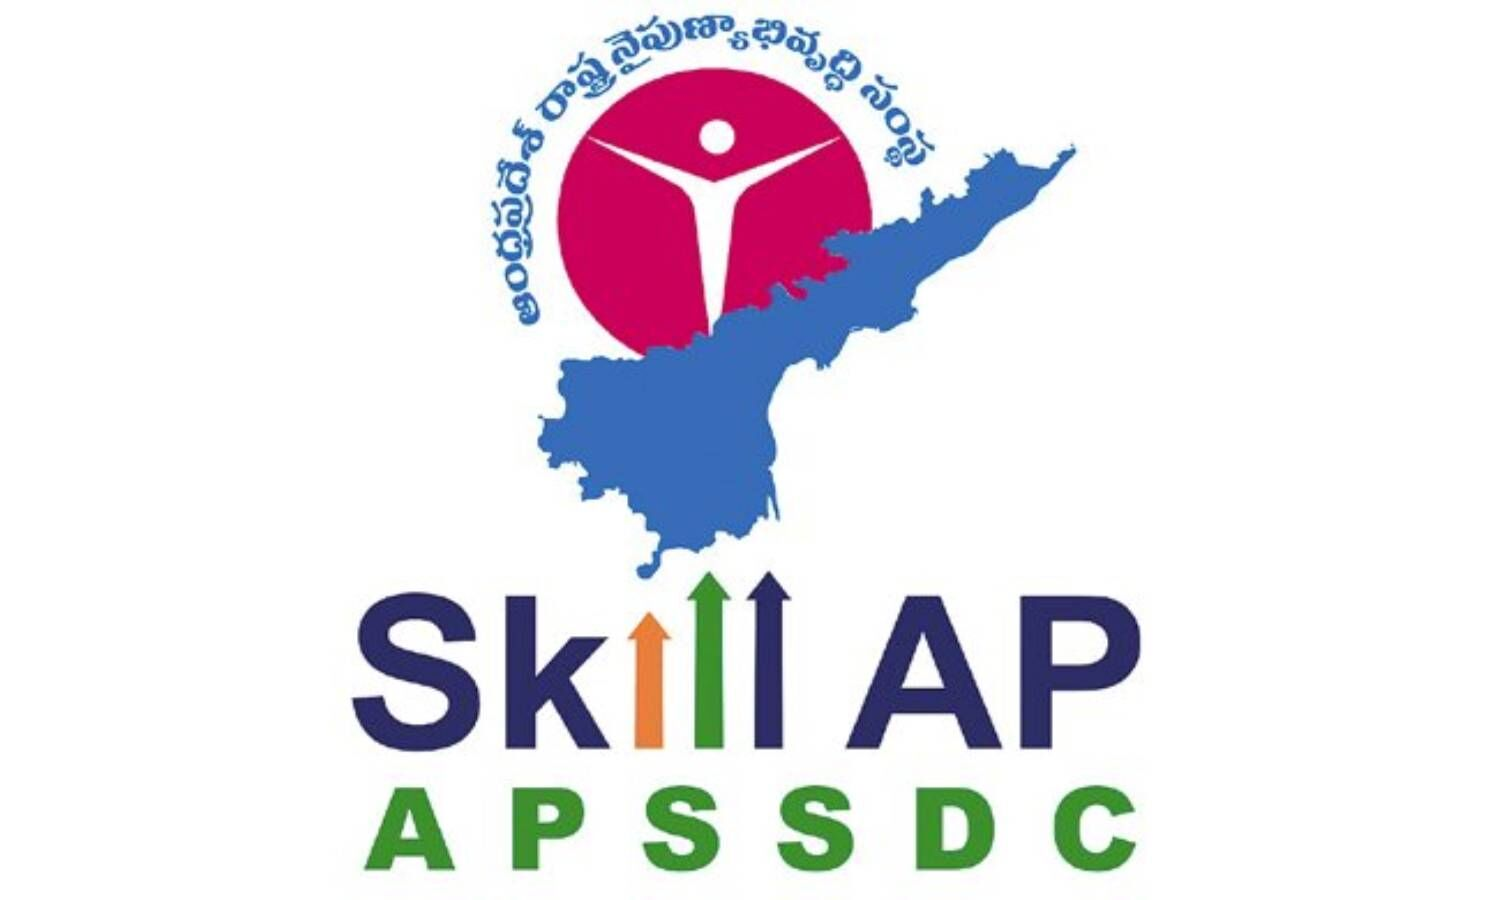 ఆంధ్రప్రదేశ్ రాష్ట్ర నైపుణ్యాభివృద్ధి సంస్థ
Skill AP
APSSDC